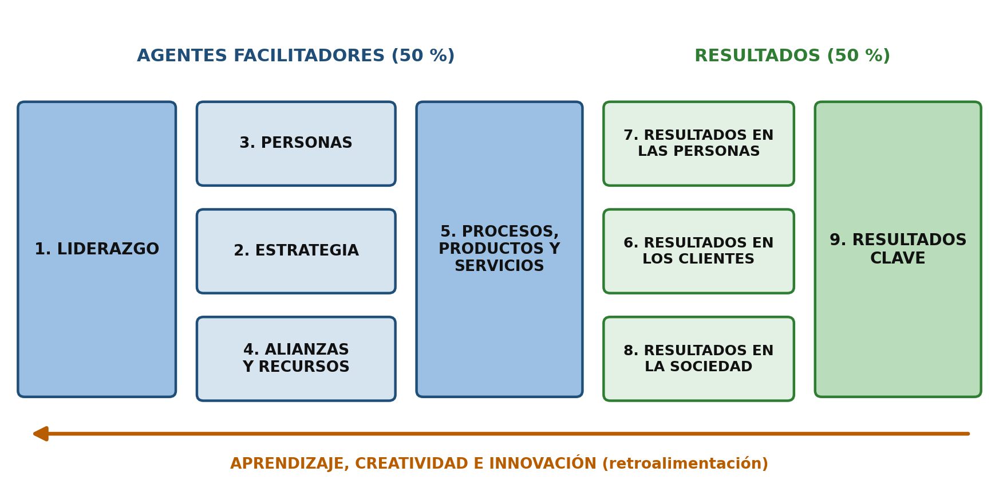 AGENTES FACILITADORES (50 %)
RESULTADOS (50 %)
1. LIDERAZGO
3. PERSONAS
2. ESTRATEGIA
4. ALIANZAS
Y RECURSOS
5. PROCESOS,
PRODUCTOS Y
SERVICIOS
7. RESULTADOS EN
LAS PERSONAS
6. RESULTADOS EN
LOS CLIENTES
8. RESULTADOS EN
LA SOCIEDAD
9. RESULTADOS
CLAVE
APRENDIZAJE, CREATIVIDAD E INNOVACIÓN (retroalimentación)